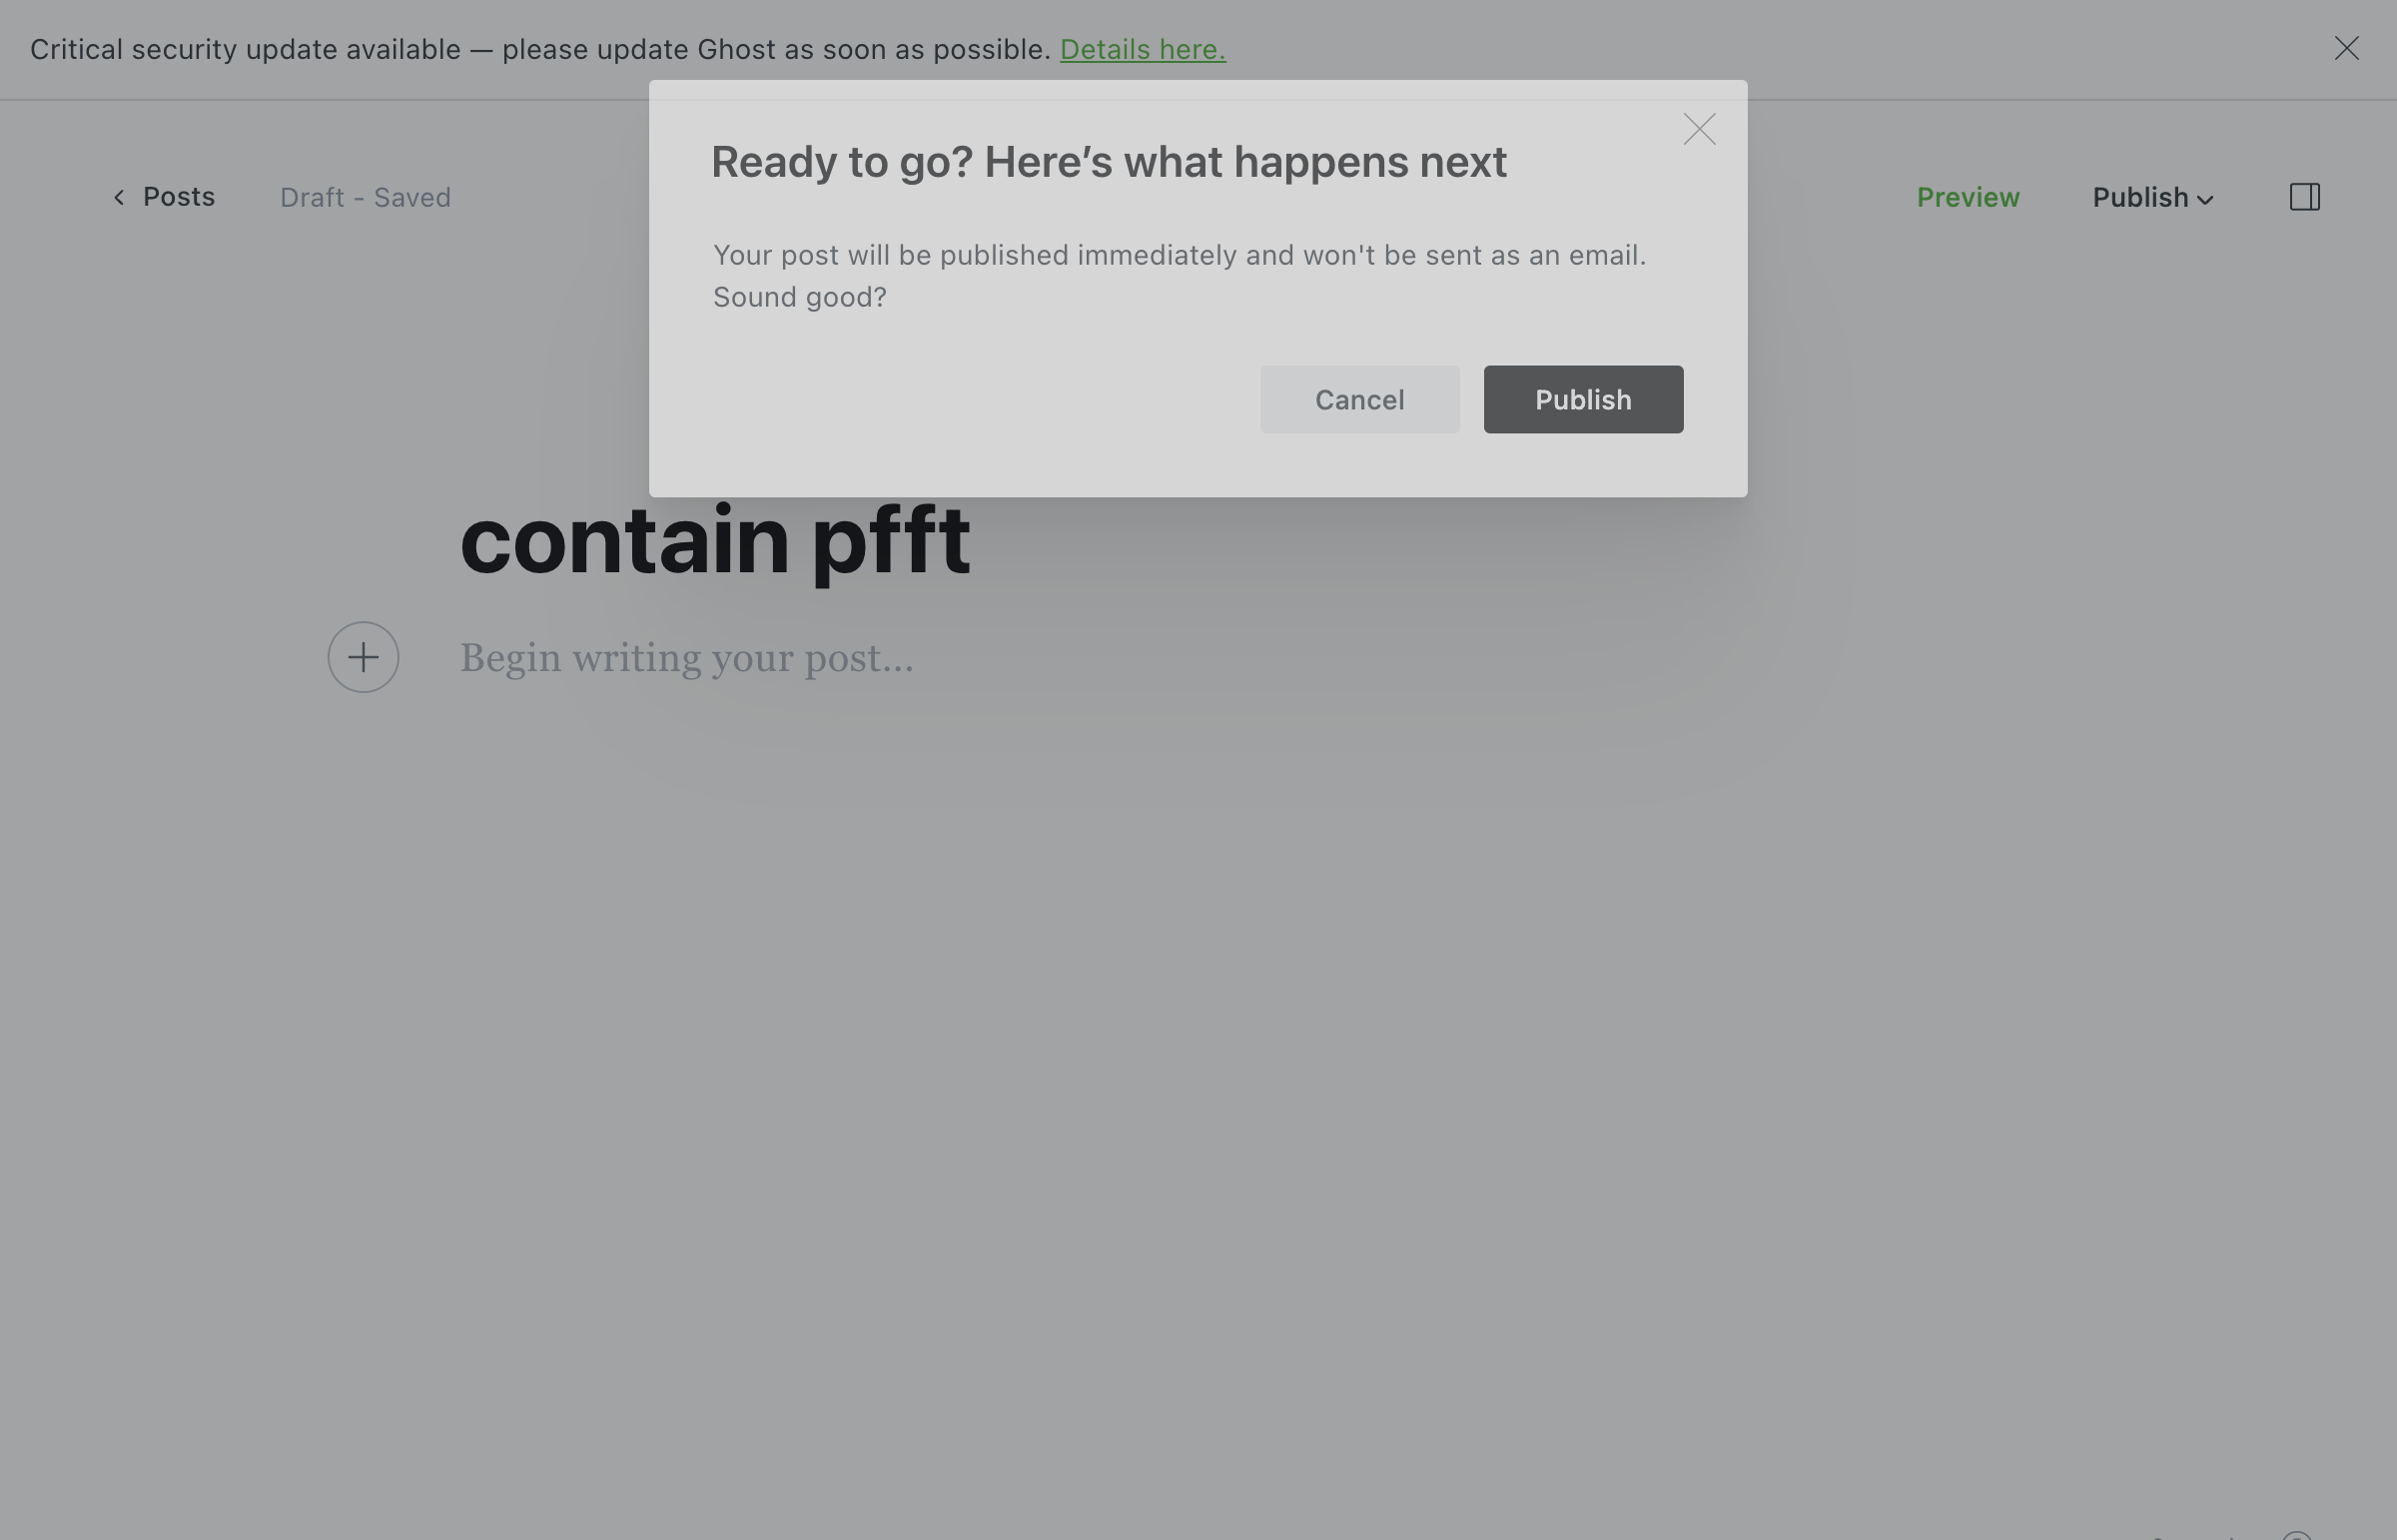 Critical security update available — please update Ghost as soon as possible. Details here.
Ready to go? Here’s what happens next
Posts
Draft - Saved
Preview
Publish
Your post will be published immediately and won't be sent as an email.
Sound good?
Cancel
Publish
contain pfft
Begin writing your post...